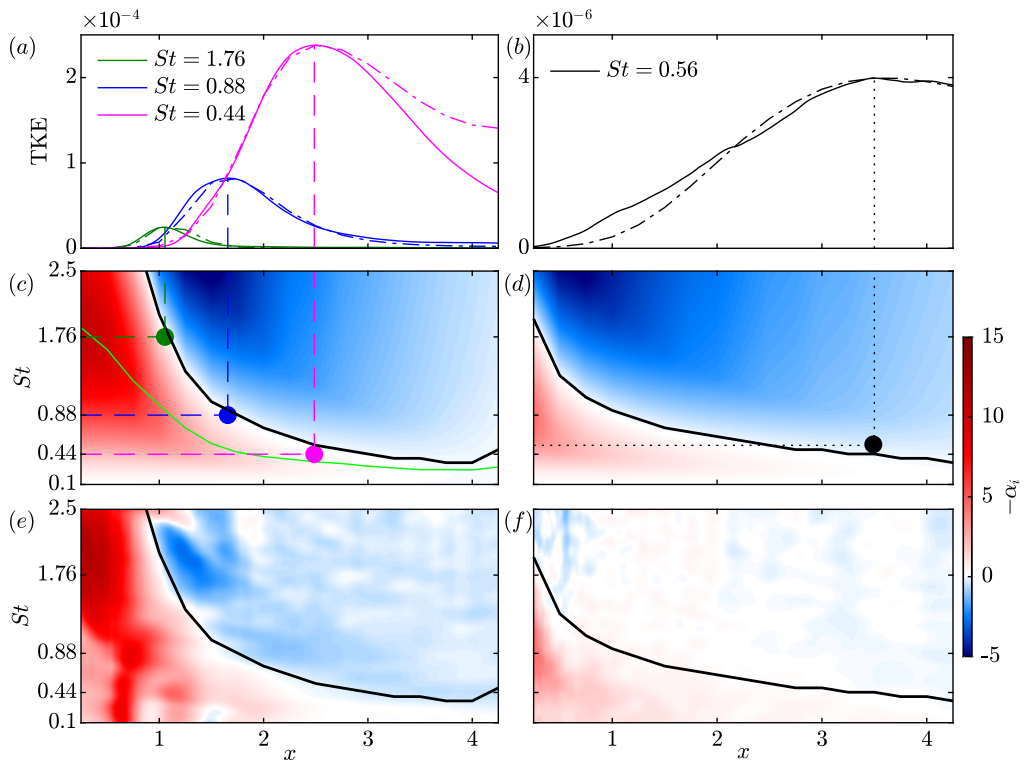 ×10⁻⁴
×10⁻⁶
(a)
St = 1.76
St = 0.88
St = 0.44
2
1
0
TKE
(b)
St = 0.56
4
0
(c)
2.5
1.76
0.88
0.44
0.1
St
(d)
15
10
5
0
-5
−αᵢ
(e)
2.5
1.76
0.88
0.44
0.1
St
1 2 3 4
x
(f)
1 2 3 4
x